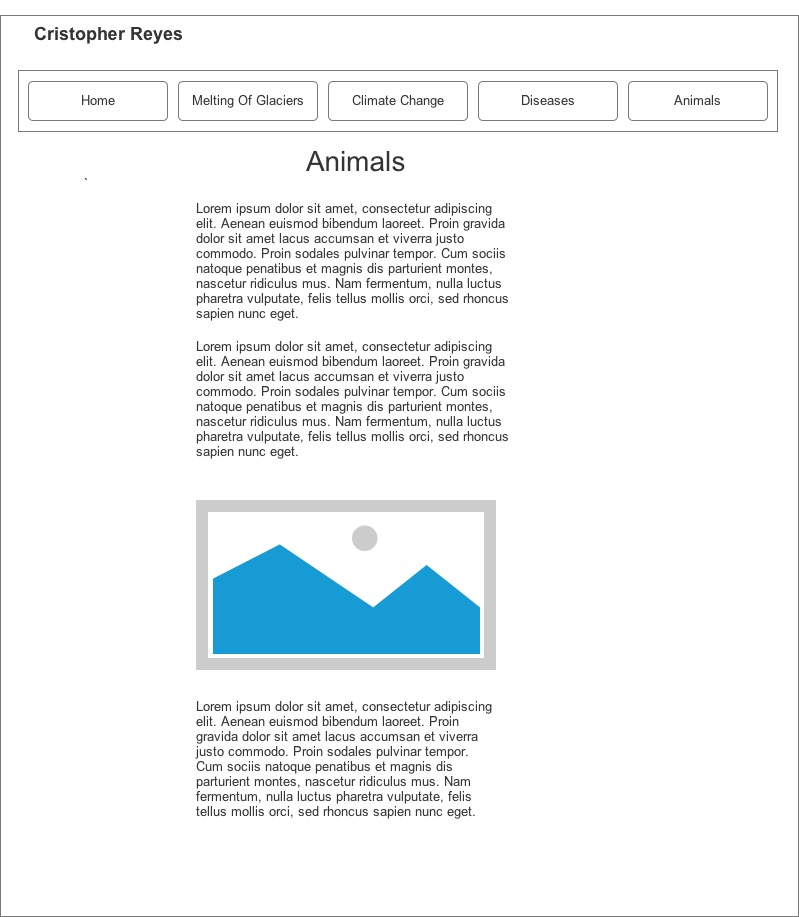 Cristopher Reyes
Home Melting Of Glaciers Climate Change Diseases Animals
Animals
`
Lorem ipsum dolor sit amet, consectetur adipiscing
elit. Aenean euismod bibendum laoreet. Proin gravida
dolor sit amet lacus accumsan et viverra justo
commodo. Proin sodales pulvinar tempor. Cum sociis
natoque penatibus et magnis dis parturient montes,
nascetur ridiculus mus. Nam fermentum, nulla luctus
pharetra vulputate, felis tellus mollis orci, sed rhoncus
sapien nunc eget.
Lorem ipsum dolor sit amet, consectetur adipiscing
elit. Aenean euismod bibendum laoreet. Proin gravida
dolor sit amet lacus accumsan et viverra justo
commodo. Proin sodales pulvinar tempor. Cum sociis
natoque penatibus et magnis dis parturient montes,
nascetur ridiculus mus. Nam fermentum, nulla luctus
pharetra vulputate, felis tellus mollis orci, sed rhoncus
sapien nunc eget.
Lorem ipsum dolor sit amet, consectetur adipiscing
elit. Aenean euismod bibendum laoreet. Proin
gravida dolor sit amet lacus accumsan et viverra
justo commodo. Proin sodales pulvinar tempor.
Cum sociis natoque penatibus et magnis dis
parturient montes, nascetur ridiculus mus. Nam
fermentum, nulla luctus pharetra vulputate, felis
tellus mollis orci, sed rhoncus sapien nunc eget.